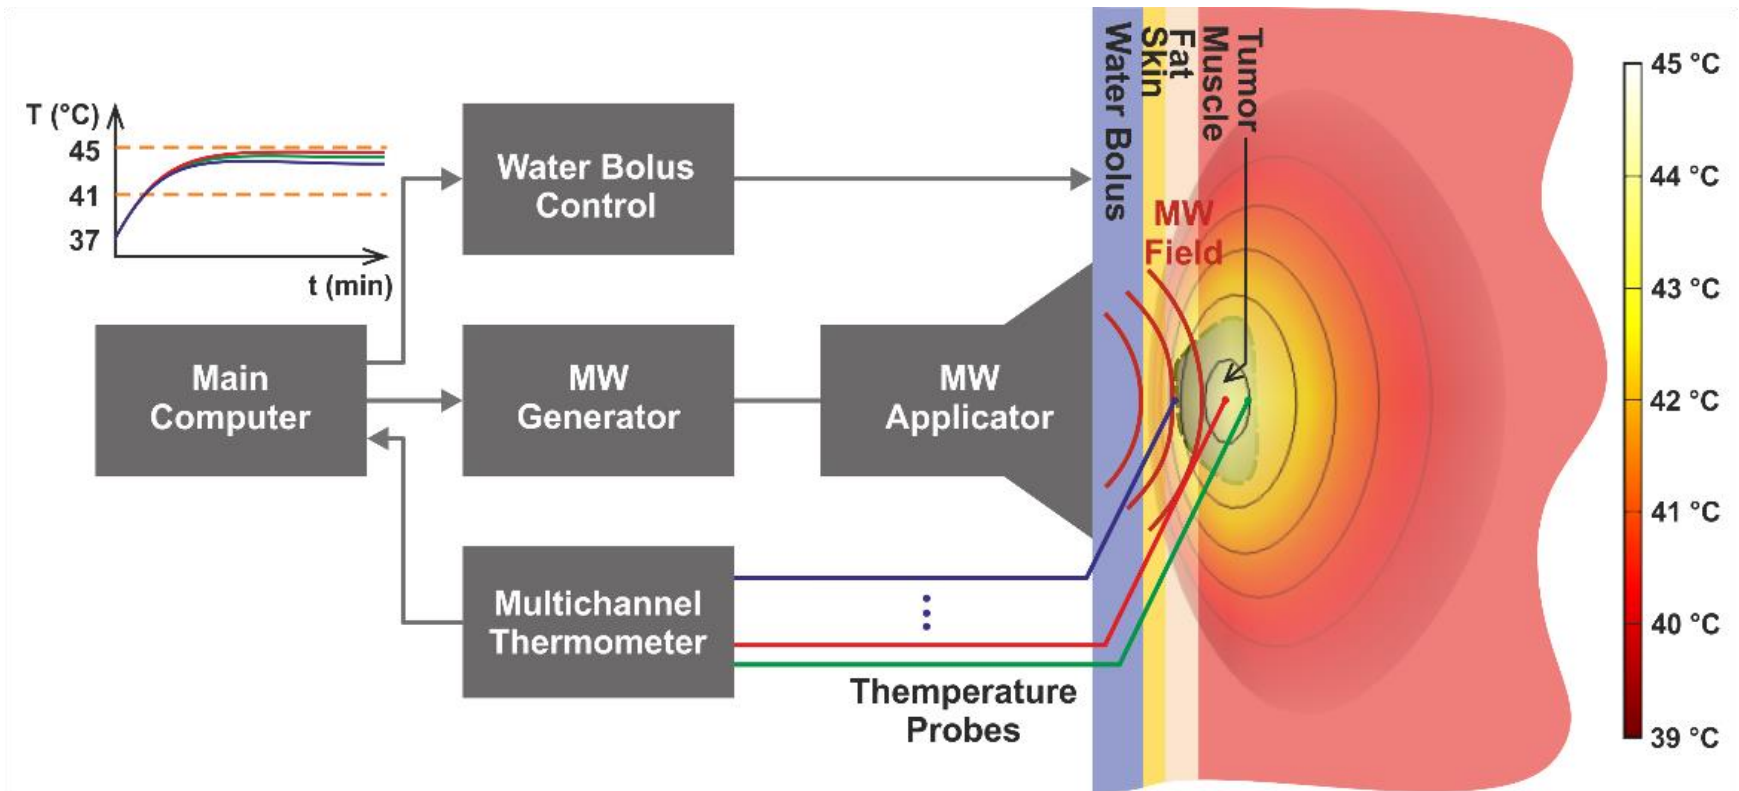 T (°C)
45
41
37
t (min)
Water Bolus
Control
Main
Computer
MW
Generator
MW
Applicator
Multichannel
Thermometer
Themperature
Probes
Water Bolus
Skin
Fat
Muscle
Tumor
MW
Field
45 °C
44 °C
43 °C
42 °C
41 °C
40 °C
39 °C